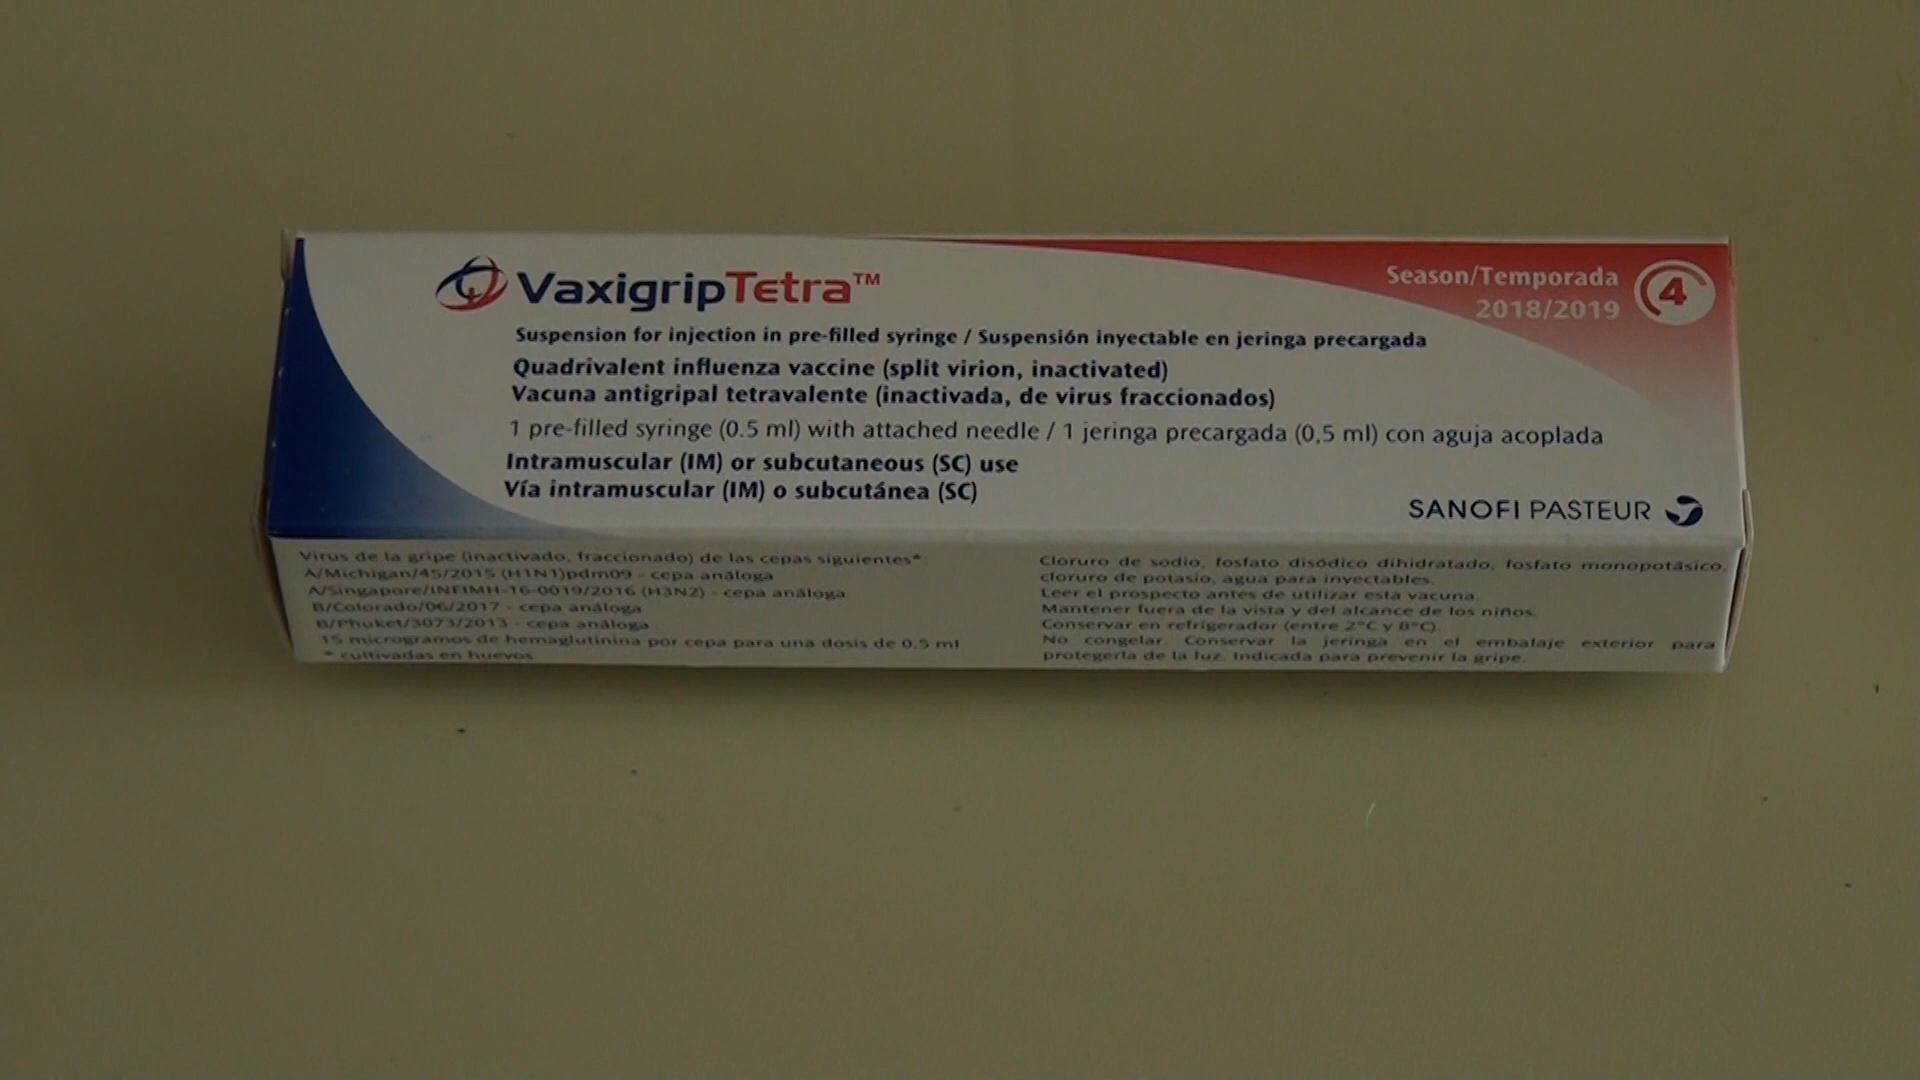 VaxigripTetra™
Season/Temporada
2018/2019
4
Suspension for injection in pre-filled syringe / Suspensión inyectable en jeringa precargada
Quadrivalent influenza vaccine (split virion, inactivated)
Vacuna antigripal tetravalente (inactivada, de virus fraccionados)
1 pre-filled syringe (0.5 ml) with attached needle / 1 jeringa precargada (0,5 ml) con aguja acoplada
Intramuscular (IM) or subcutaneous (SC) use
Vía intramuscular (IM) o subcutánea (SC)
SANOFI PASTEUR
Virus de la gripe (inactivado, fraccionado) de las cepas siguientes*:
A/Michigan/45/2015 (H1N1)pdm09 - cepa análoga
A/Singapore/INFIMH-16-0019/2016 (H3N2) - cepa análoga
B/Colorado/06/2017 - cepa análoga
B/Phuket/3073/2013 - cepa análoga
15 microgramos de hemaglutinina por cepa para una dosis de 0,5 ml
* cultivadas en huevos
Cloruro de sodio, fosfato disódico dihidratado, fosfato monopotásico,
cloruro de potasio, agua para inyectables.
Leer el prospecto antes de utilizar esta vacuna.
Mantener fuera de la vista y del alcance de los niños.
Conservar en refrigerador (entre 2°C y 8°C).
No congelar. Conservar la jeringa en el embalaje exterior para
protegerla de la luz. Indicada para prevenir la gripe.